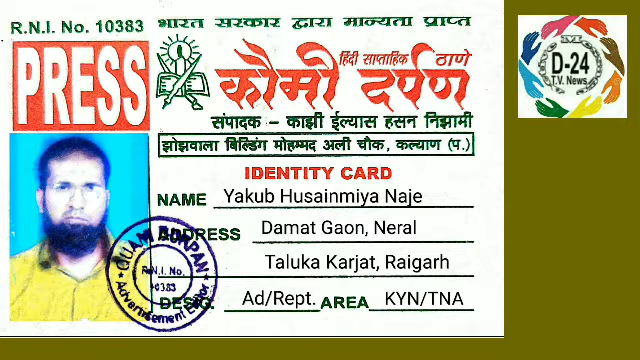 R.N.I. No. 10383 भारत सरकार द्वारा मान्यता प्राप्त
PRESS
हिंदी साप्ताहिक ठाणे
कौमी दर्पण
संपादक - काझी ईल्यास हसन निझामी
झोझवाला बिल्डिंग मोहम्मद अली चौक, कल्याण (प.)
IDENTITY CARD
NAME Yakub Husainmiya Naje
ADDRESS Damat Gaon, Neral
Taluka Karjat, Raigarh
DESIG. Ad/Rept. AREA KYN/TNA
R.N.I. No.
10383
Advertisement Editor
D-24
T.V. News